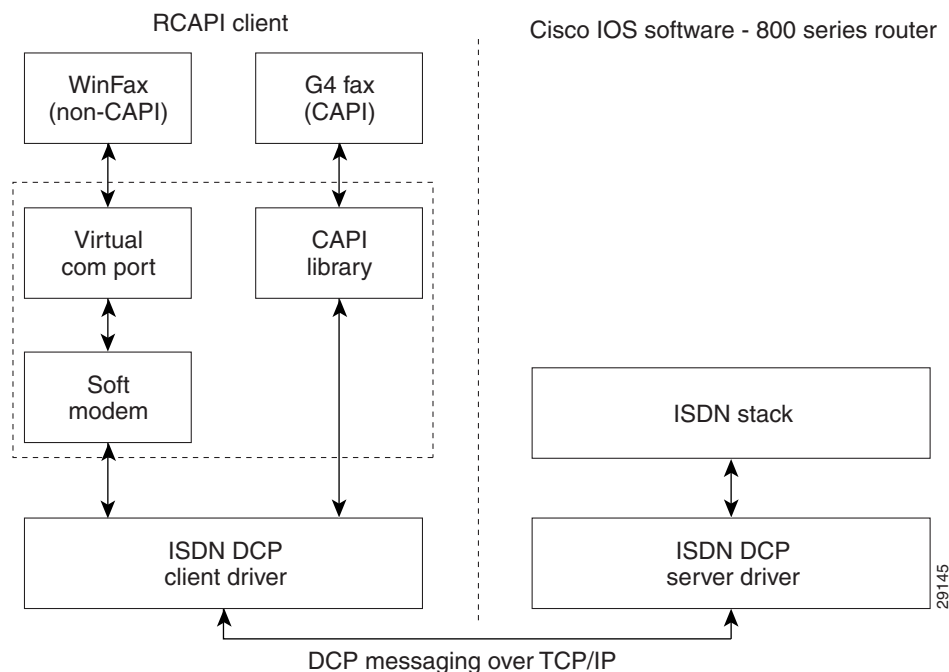 RCAPI client
Cisco IOS software - 800 series router
WinFax
(non-CAPI)
G4 fax
(CAPI)
Virtual
com port
CAPI
library
Soft
modem
ISDN stack
ISDN DCP
client driver
ISDN DCP
server driver
29145
DCP messaging over TCP/IP